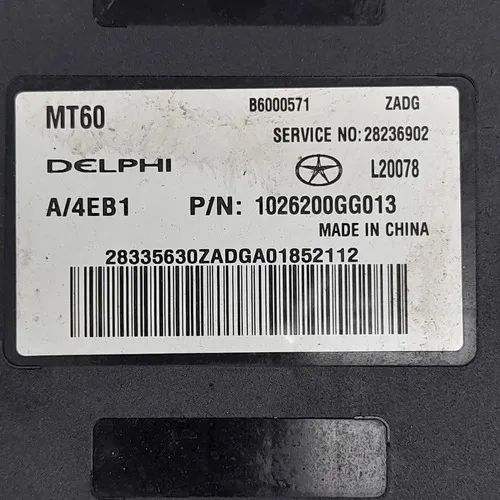 MT60 B6000571 ZADG
SERVICE NO:28236902
DELPHI L20078
A/4EB1 P/N: 1026200GG013
MADE IN CHINA
28335630ZADGA01852112